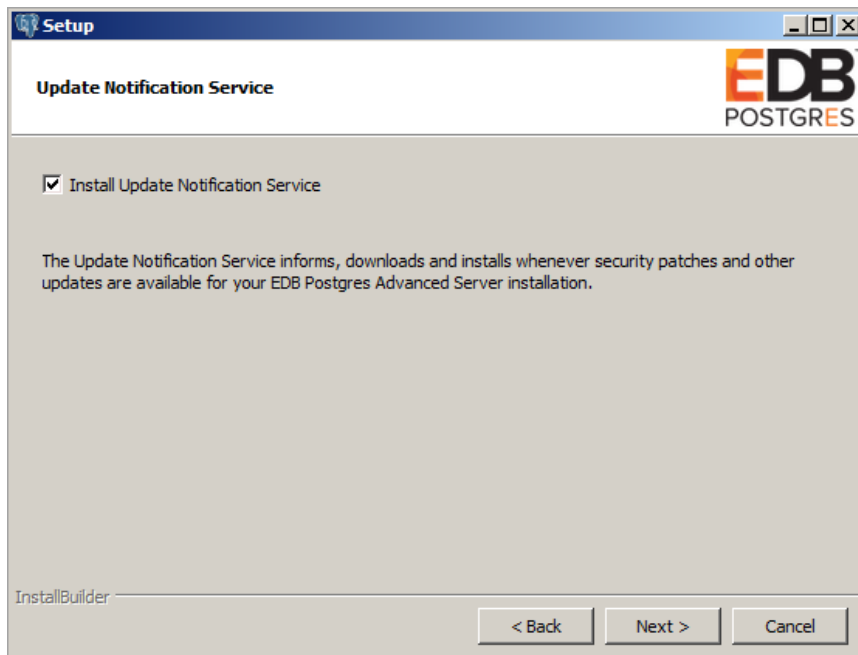 Setup
Update Notification Service
EDB
POSTGRES
Install Update Notification Service
The Update Notification Service informs, downloads and installs whenever security patches and other
updates are available for your EDB Postgres Advanced Server installation.
InstallBuilder
< Back
Next >
Cancel